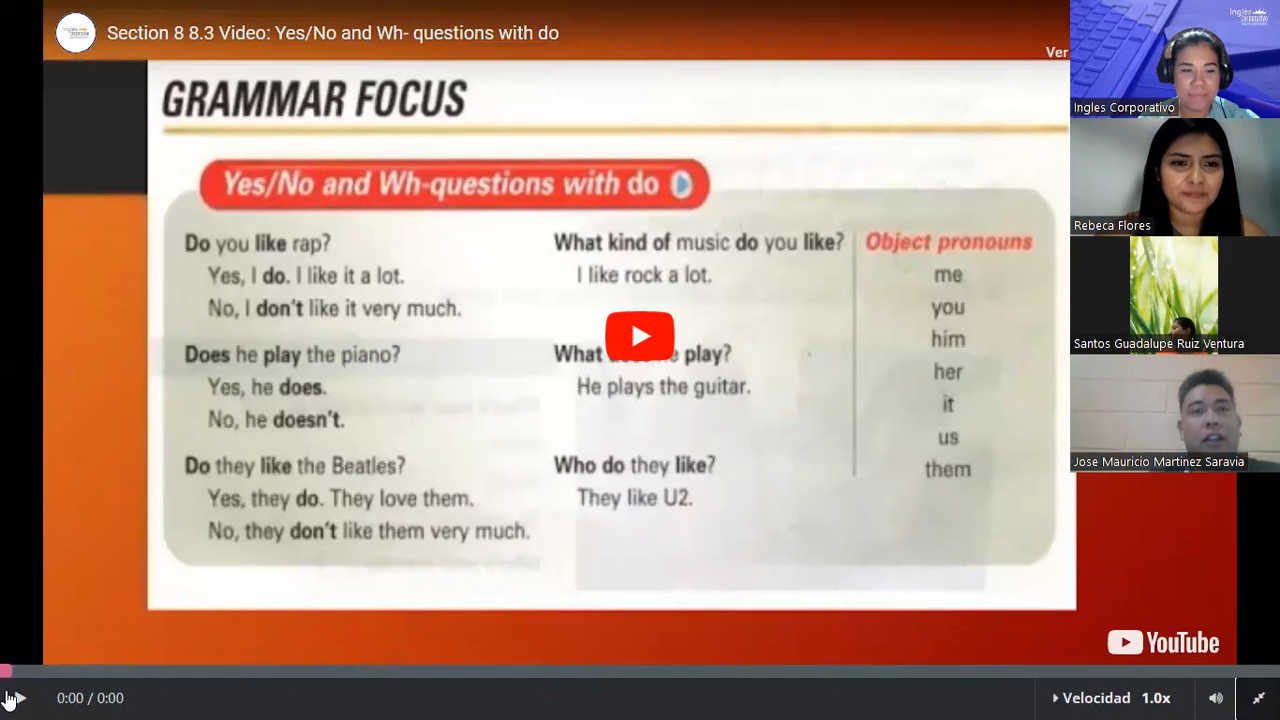 Section 8 8.3 Video: Yes/No and Wh- questions with do
Ver
GRAMMAR FOCUS
Yes/No and Wh-questions with do
Do you like rap?
Yes, I do. I like it a lot.
No, I don't like it very much.
Does he play the piano?
Yes, he does.
No, he doesn't.
Do they like the Beatles?
Yes, they do. They love them.
No, they don't like them very much.
What kind of music do you like?
I like rock a lot.
What play?
He plays the guitar.
Who do they like?
They like U2.
Object pronouns
me
you
him
her
it
us
them
YouTube
0:00 / 0:00
Velocidad 1.0x
Ingles
Corporativo
Ingles Corporativo
Rebeca Flores
Santos Guadalupe Ruiz Ventura
Jose Mauricio Martinez Saravia